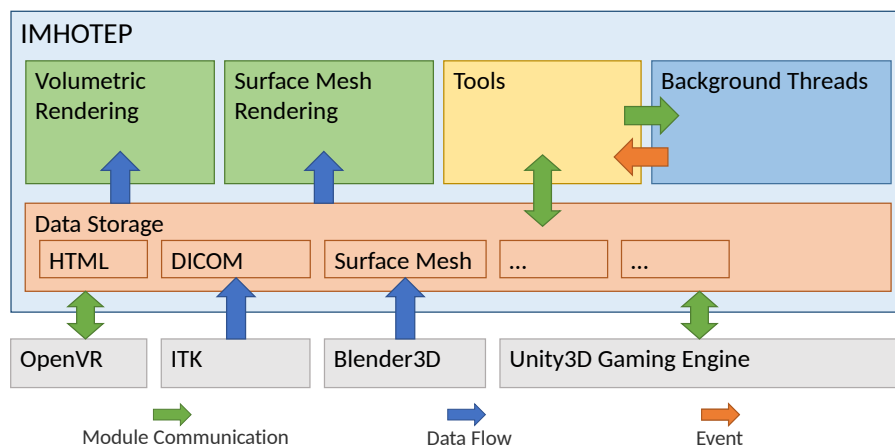 IMHOTEP
Volumetric
Rendering
Surface Mesh
Rendering
Tools
Background Threads
Data Storage
HTML
DICOM
Surface Mesh
...
...
OpenVR
ITK
Blender3D
Unity3D Gaming Engine
Module Communication
Data Flow
Event